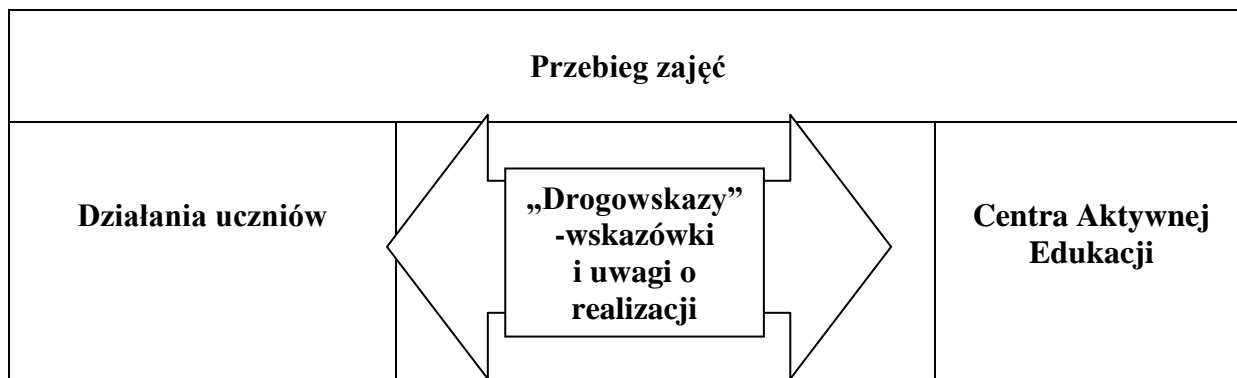 Przebieg zajęć
Działania uczniów
„Drogowskazy”
-wskazówki
i uwagi o
realizacji
Centra Aktywnej
Edukacji